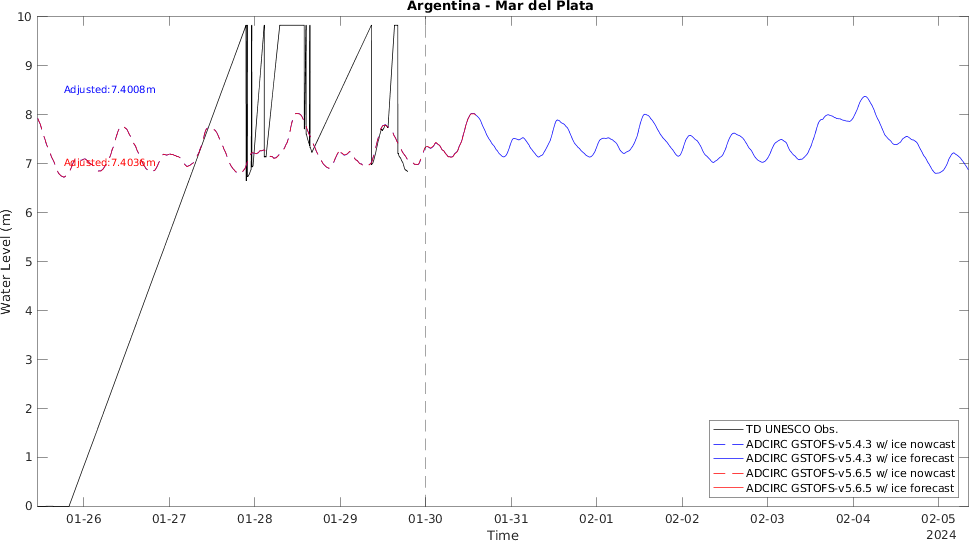 Argentina - Mar del Plata
10
9
8
7
6
5
4
3
2
1
0
Water Level (m)
Adjusted:7.4008m
Adjusted:7.4036m
TD UNESCO Obs.
ADCIRC GSTOFS-v5.4.3 w/ ice nowcast
ADCIRC GSTOFS-v5.4.3 w/ ice forecast
ADCIRC GSTOFS-v5.6.5 w/ ice nowcast
ADCIRC GSTOFS-v5.6.5 w/ ice forecast
01-26 01-27 01-28 01-29 01-30 01-31 02-01 02-02 02-03 02-04 02-05
Time
2024